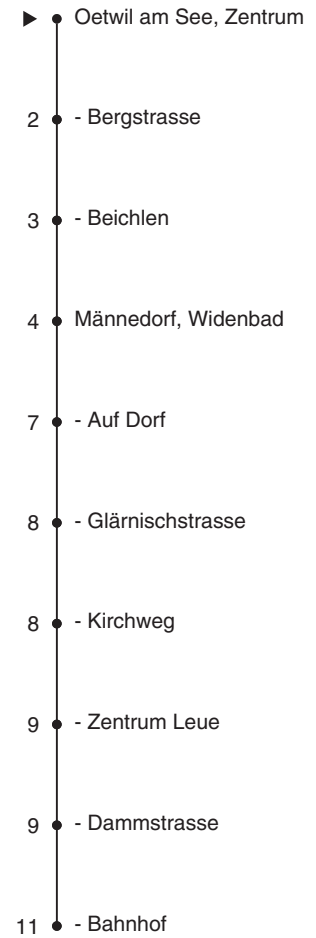 Oetwil am See, Zentrum
2 - Bergstrasse
3 - Beichlen
4 Männedorf, Widenbad
7 - Auf Dorf
8 - Glärnischstrasse
8 - Kirchweg
9 - Zentrum Leue
9 - Dammstrasse
11 - Bahnhof